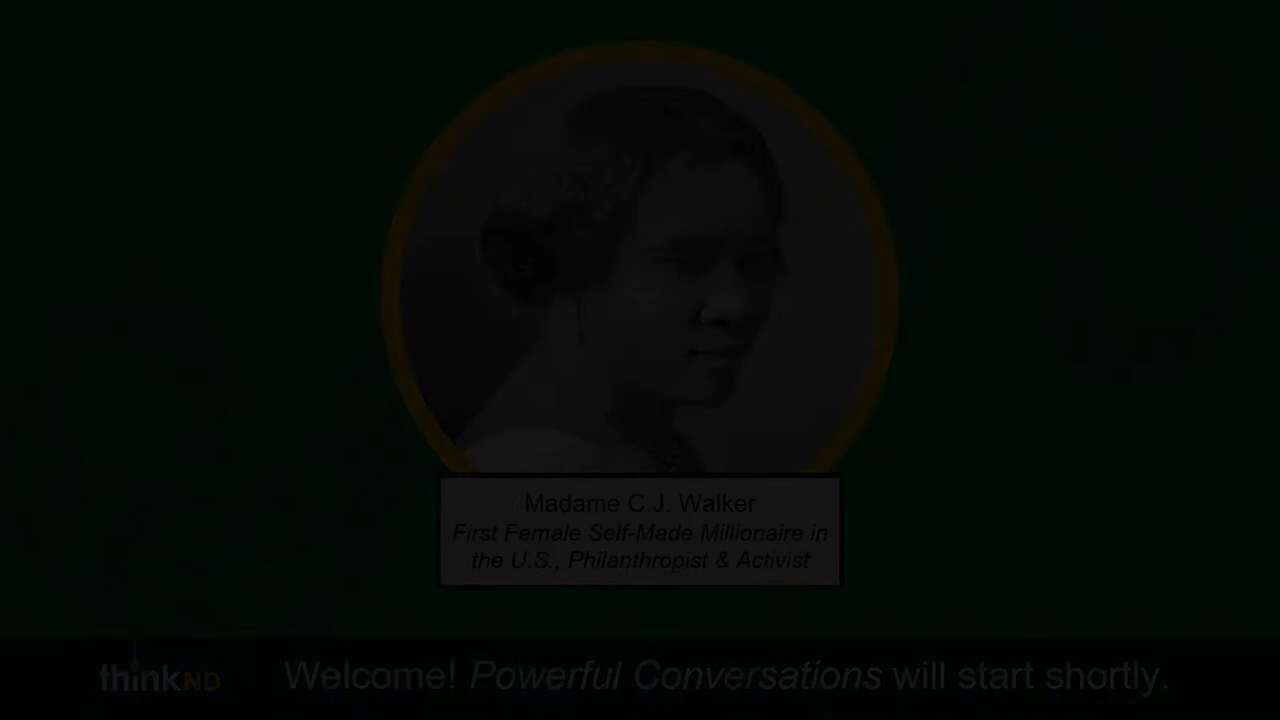 Madame C.J. Walker
First Female Self-Made Millionaire in
the U.S., Philanthropist & Activist
thinkND
Welcome! Powerful Conversations will start shortly.